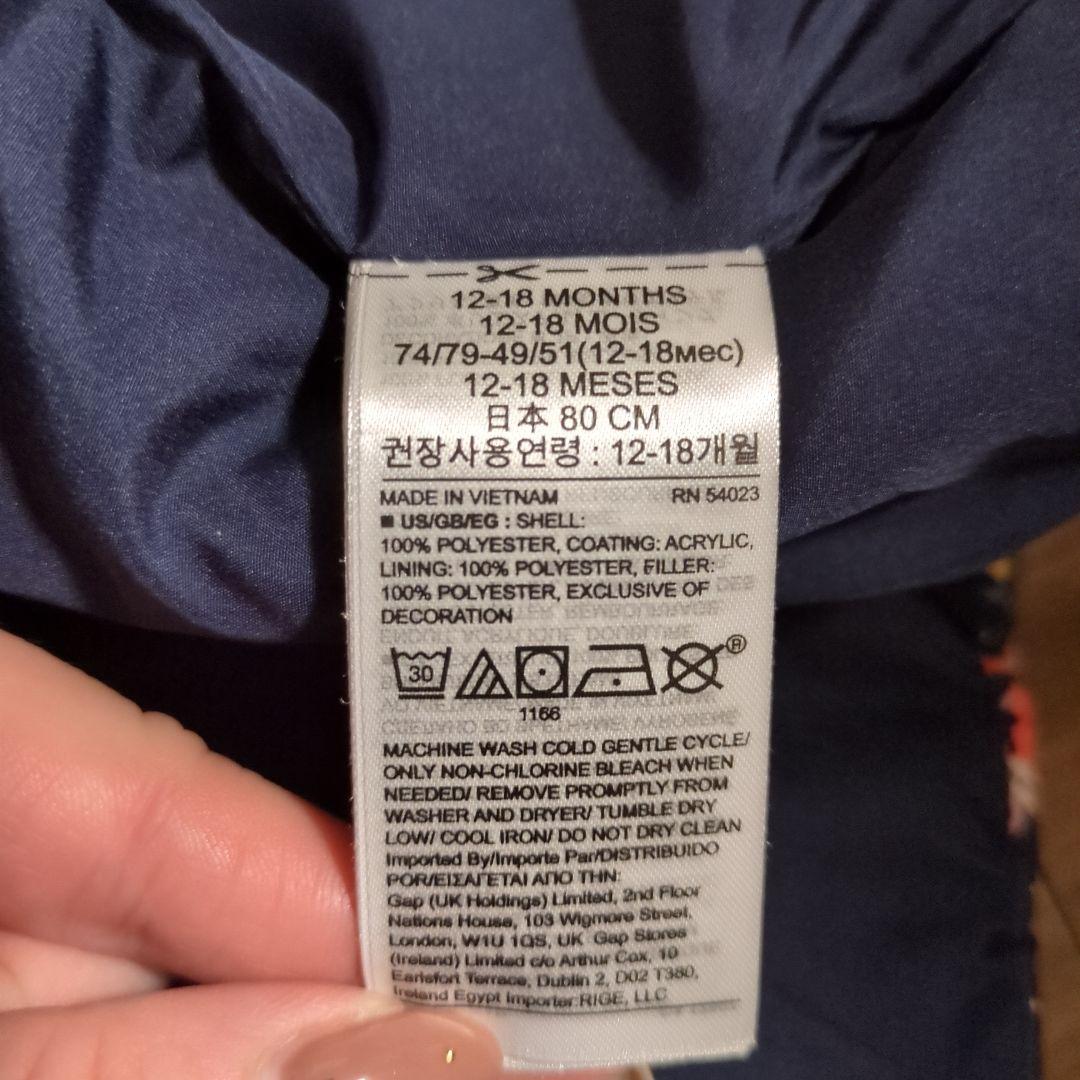 12-18 MONTHS
12-18 MOIS
74/79-49/51(12-18мес)
12-18 MESES
日本 80 CM
권장사용연령 : 12-18개월
MADE IN VIETNAM RN 54023
■ US/GB/EG : SHELL:
100% POLYESTER, COATING: ACRYLIC,
LINING: 100% POLYESTER, FILLER:
100% POLYESTER, EXCLUSIVE OF
DECORATION
30 ®
1166
MACHINE WASH COLD GENTLE CYCLE/
ONLY NON-CHLORINE BLEACH WHEN
NEEDED/ REMOVE PROMPTLY FROM
WASHER AND DRYER/ TUMBLE DRY
LOW/ COOL IRON/ DO NOT DRY CLEAN
Imported By/Importe Par/DISTRIBUIDO
POR/ΕΙΣΑΓΕΤΑΙ ΑΠΟ ΤΗΝ:
Gap (UK Holdings) Limited, 2nd Floor
Nations House, 103 Wigmore Street,
London, W1U 1QS, UK Gap Stores
(Ireland) Limited c/o Arthur Cox, 10
Earlsfort Terrace, Dublin 2, D02 T380,
Ireland Egypt Importer:RIGE, LLC